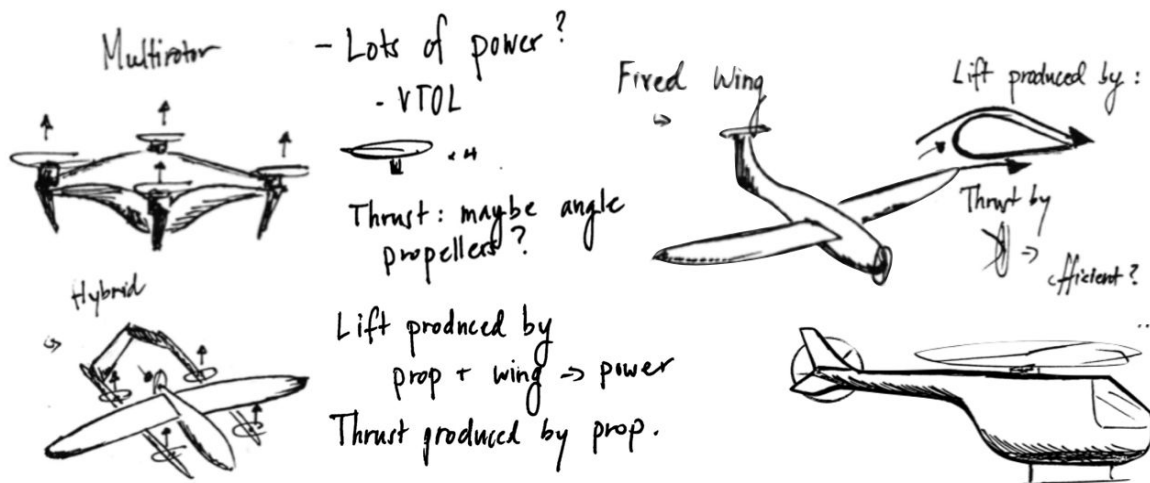 Multirotor
- Lots of power?
- VTOL
x4
Thrust: maybe angle
propellers?
Hybrid
Lift produced by
prop + wing → power
Thrust produced by prop.
Fixed Wing
Lift produced by:
Thrust by
→
efficient?
..